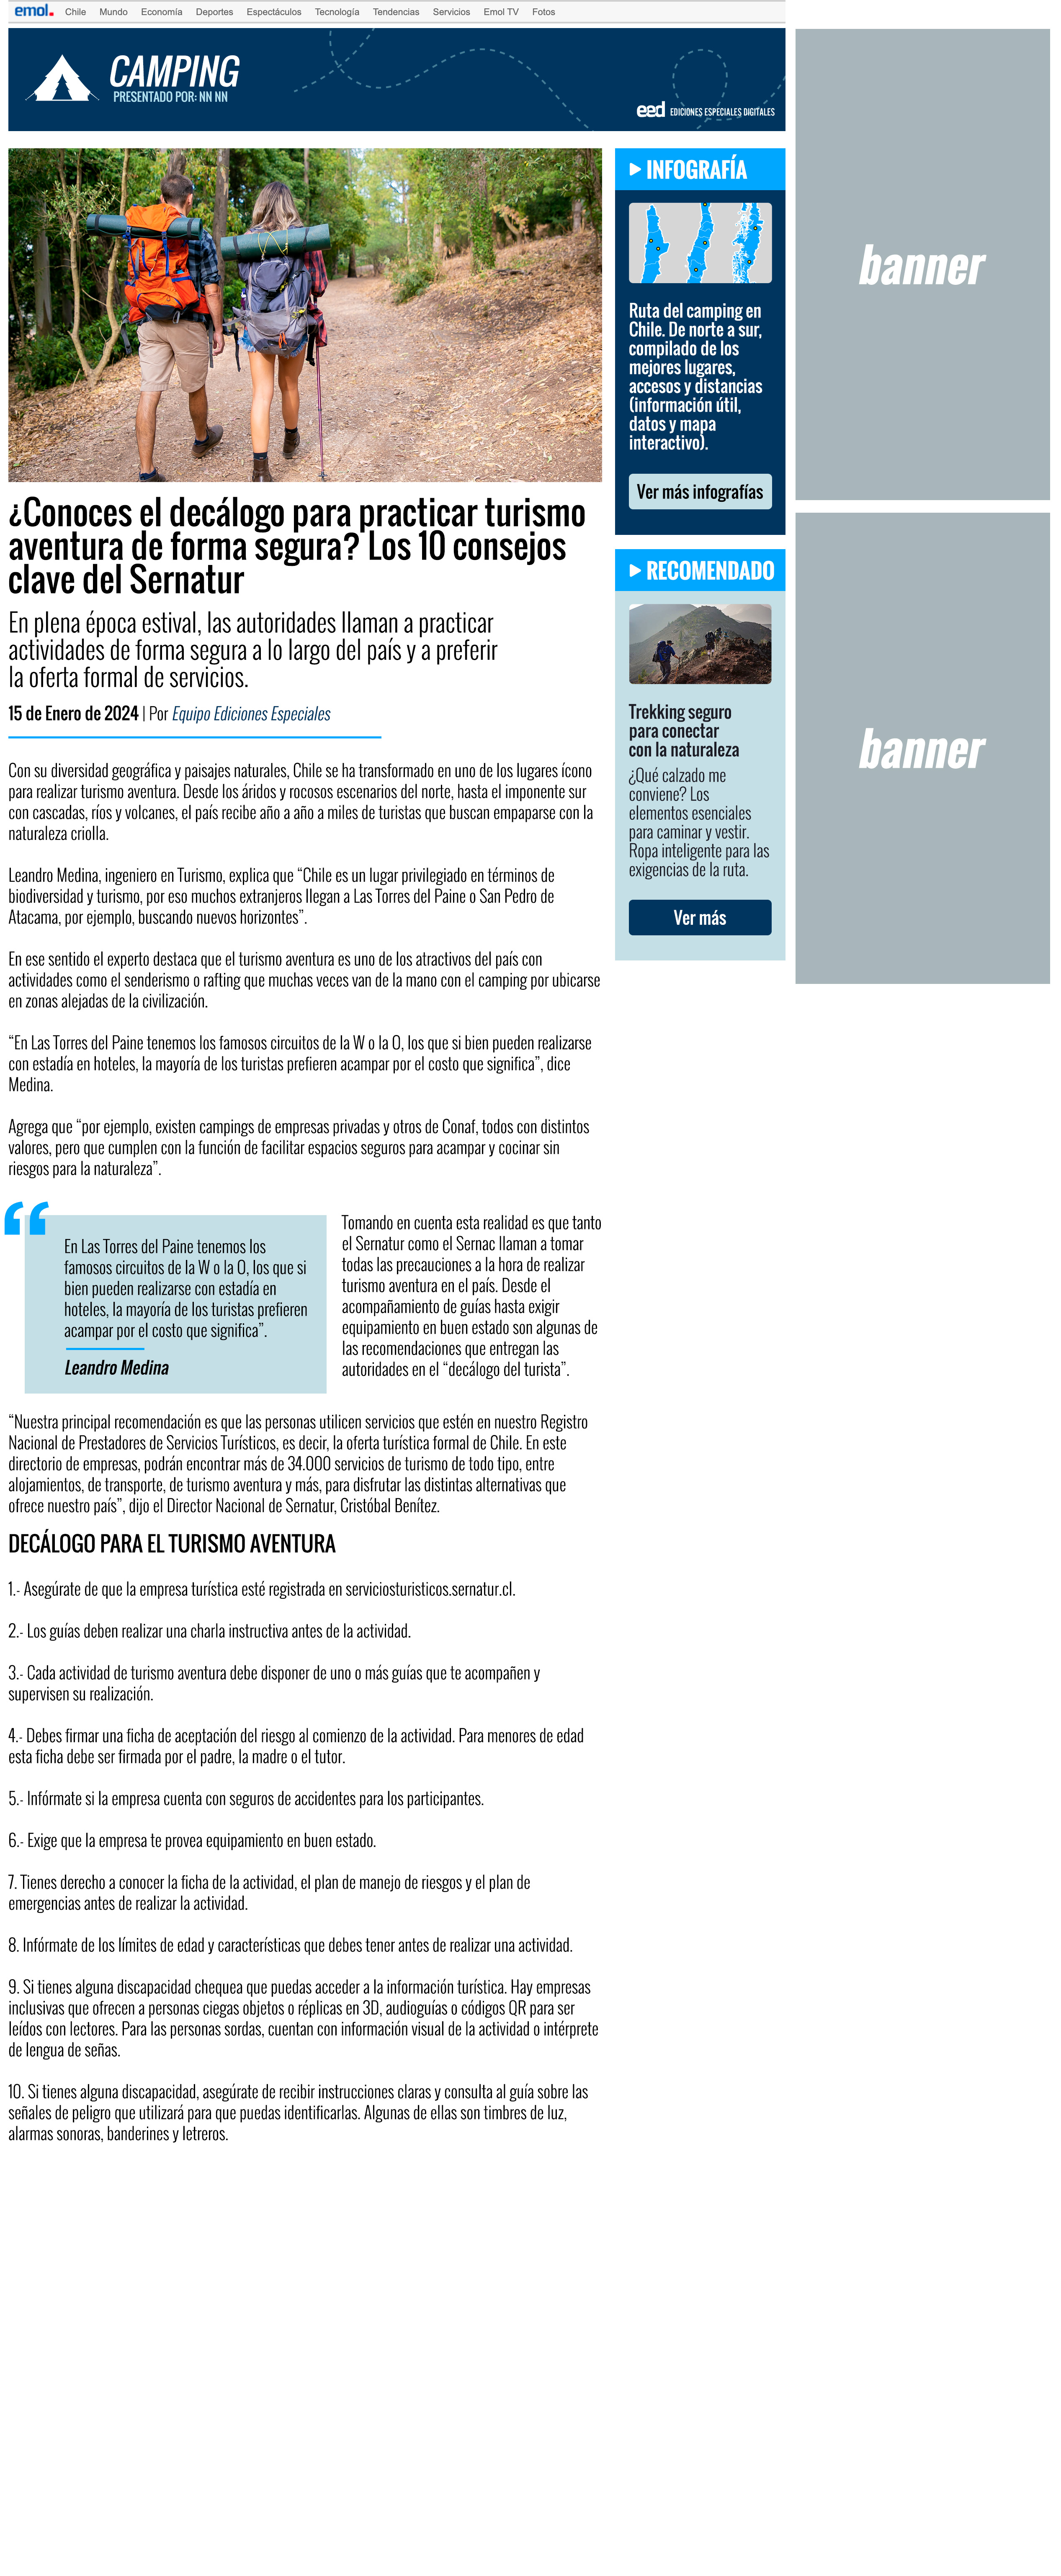 emol.
Chile Mundo Economía Deportes Espectáculos Tecnología Tendencias Servicios Emol TV Fotos
CAMPING
PRESENTADO POR: NN NN
eed EDICIONES ESPECIALES DIGITALES
¿Conoces el decálogo para practicar turismo
aventura de forma segura? Los 10 consejos
clave del Sernatur
En plena época estival, las autoridades llaman a practicar
actividades de forma segura a lo largo del país y a preferir
la oferta formal de servicios.
15 de Enero de 2024 | Por Equipo Ediciones Especiales
Con su diversidad geográfica y paisajes naturales, Chile se ha transformado en uno de los lugares ícono
para realizar turismo aventura. Desde los áridos y rocosos escenarios del norte, hasta el imponente sur
con cascadas, ríos y volcanes, el país recibe año a año a miles de turistas que buscan empaparse con la
naturaleza criolla.
Leandro Medina, ingeniero en Turismo, explica que “Chile es un lugar privilegiado en términos de
biodiversidad y turismo, por eso muchos extranjeros llegan a Las Torres del Paine o San Pedro de
Atacama, por ejemplo, buscando nuevos horizontes”.
En ese sentido el experto destaca que el turismo aventura es uno de los atractivos del país con
actividades como el senderismo o rafting que muchas veces van de la mano con el camping por ubicarse
en zonas alejadas de la civilización.
“En Las Torres del Paine tenemos los famosos circuitos de la W o la O, los que si bien pueden realizarse
con estadía en hoteles, la mayoría de los turistas prefieren acampar por el costo que significa”, dice
Medina.
Agrega que “por ejemplo, existen campings de empresas privadas y otros de Conaf, todos con distintos
valores, pero que cumplen con la función de facilitar espacios seguros para acampar y cocinar sin
riesgos para la naturaleza”.
“
En Las Torres del Paine tenemos los
famosos circuitos de la W o la O, los que si
bien pueden realizarse con estadía en
hoteles, la mayoría de los turistas prefieren
acampar por el costo que significa”.
Leandro Medina
Tomando en cuenta esta realidad es que tanto
el Sernatur como el Sernac llaman a tomar
todas las precauciones a la hora de realizar
turismo aventura en el país. Desde el
acompañamiento de guías hasta exigir
equipamiento en buen estado son algunas de
las recomendaciones que entregan las
autoridades en el “decálogo del turista”.
“Nuestra principal recomendación es que las personas utilicen servicios que estén en nuestro Registro
Nacional de Prestadores de Servicios Turísticos, es decir, la oferta turística formal de Chile. En este
directorio de empresas, podrán encontrar más de 34.000 servicios de turismo de todo tipo, entre
alojamientos, de transporte, de turismo aventura y más, para disfrutar las distintas alternativas que
ofrece nuestro país”, dijo el Director Nacional de Sernatur, Cristóbal Benítez.
DECÁLOGO PARA EL TURISMO AVENTURA
1.- Asegúrate de que la empresa turística esté registrada en serviciosturisticos.sernatur.cl.
2.- Los guías deben realizar una charla instructiva antes de la actividad.
3.- Cada actividad de turismo aventura debe disponer de uno o más guías que te acompañen y
supervisen su realización.
4.- Debes firmar una ficha de aceptación del riesgo al comienzo de la actividad. Para menores de edad
esta ficha debe ser firmada por el padre, la madre o el tutor.
5.- Infórmate si la empresa cuenta con seguros de accidentes para los participantes.
6.- Exige que la empresa te provea equipamiento en buen estado.
7. Tienes derecho a conocer la ficha de la actividad, el plan de manejo de riesgos y el plan de
emergencias antes de realizar la actividad.
8. Infórmate de los límites de edad y características que debes tener antes de realizar una actividad.
9. Si tienes alguna discapacidad chequea que puedas acceder a la información turística. Hay empresas
inclusivas que ofrecen a personas ciegas objetos o réplicas en 3D, audioguías o códigos QR para ser
leídos con lectores. Para las personas sordas, cuentan con información visual de la actividad o intérprete
de lengua de señas.
10. Si tienes alguna discapacidad, asegúrate de recibir instrucciones claras y consulta al guía sobre las
señales de peligro que utilizará para que puedas identificarlas. Algunas de ellas son timbres de luz,
alarmas sonoras, banderines y letreros.
INFOGRAFÍA
Ruta del camping en
Chile. De norte a sur,
compilado de los
mejores lugares,
accesos y distancias
(información útil,
datos y mapa
interactivo).
Ver más infografías
RECOMENDADO
Trekking seguro
para conectar
con la naturaleza
¿Qué calzado me
conviene? Los
elementos esenciales
para caminar y vestir.
Ropa inteligente para las
exigencias de la ruta.
Ver más
banner
banner